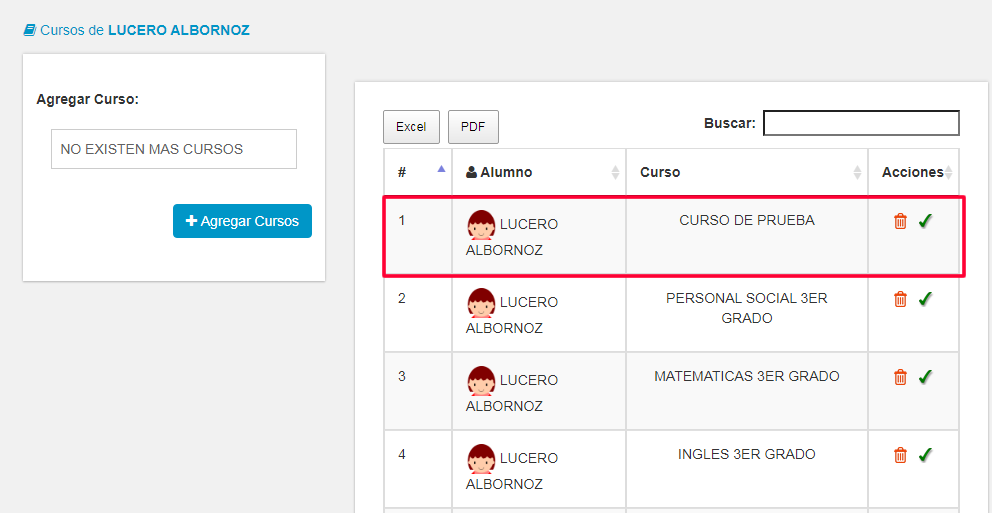 Cursos de LUCERO ALBORNOZ
Agregar Curso:
NO EXISTEN MAS CURSOS
Agregar Cursos
Excel PDF Buscar:
# Alumno Curso Acciones
1 LUCERO CURSO DE PRUEBA
ALBORNOZ
2 LUCERO PERSONAL SOCIAL 3ER
ALBORNOZ GRADO
3 LUCERO MATEMATICAS 3ER GRADO
ALBORNOZ
4 LUCERO INGLES 3ER GRADO
ALBORNOZ